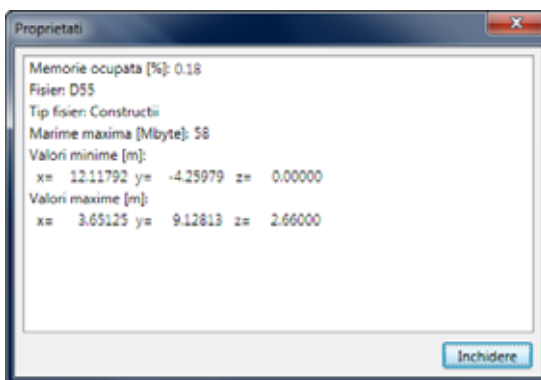 Proprietati
Memorie ocupata [%]: 0.18
Fisier: D55
Tip fisier: Constructii
Marime maxima [Mbyte]: 58
Valori minime [m]:
x= 12.11792 y= -4.25979 z= 0.00000
Valori maxime [m]:
x= 3.65125 y= 9.12813 z= 2.66000
Inchidere